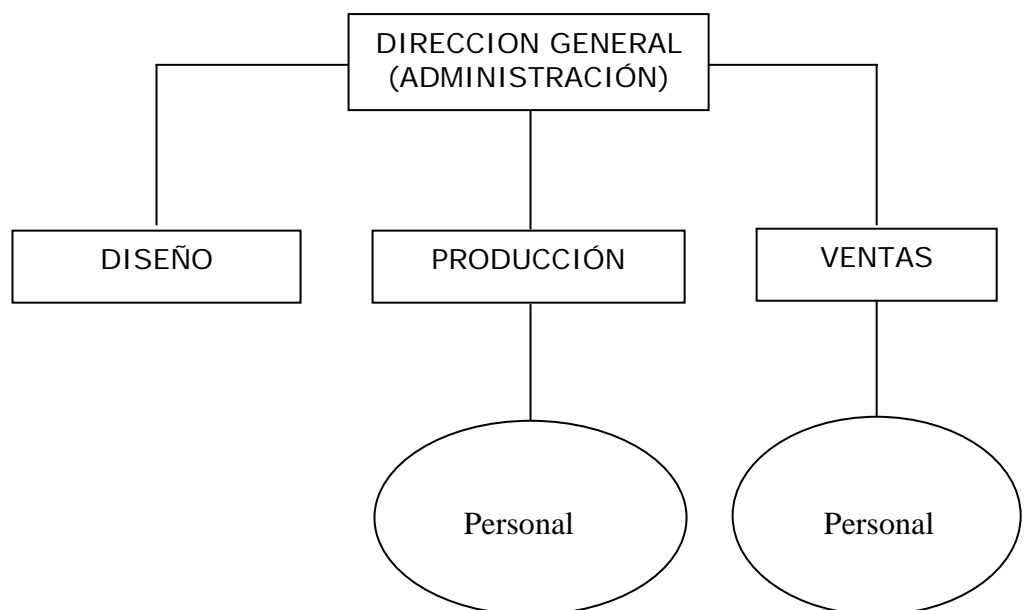 DIRECCION GENERAL
(ADMINISTRACIÓN)
DISEÑO
PRODUCCIÓN
VENTAS
Personal
Personal